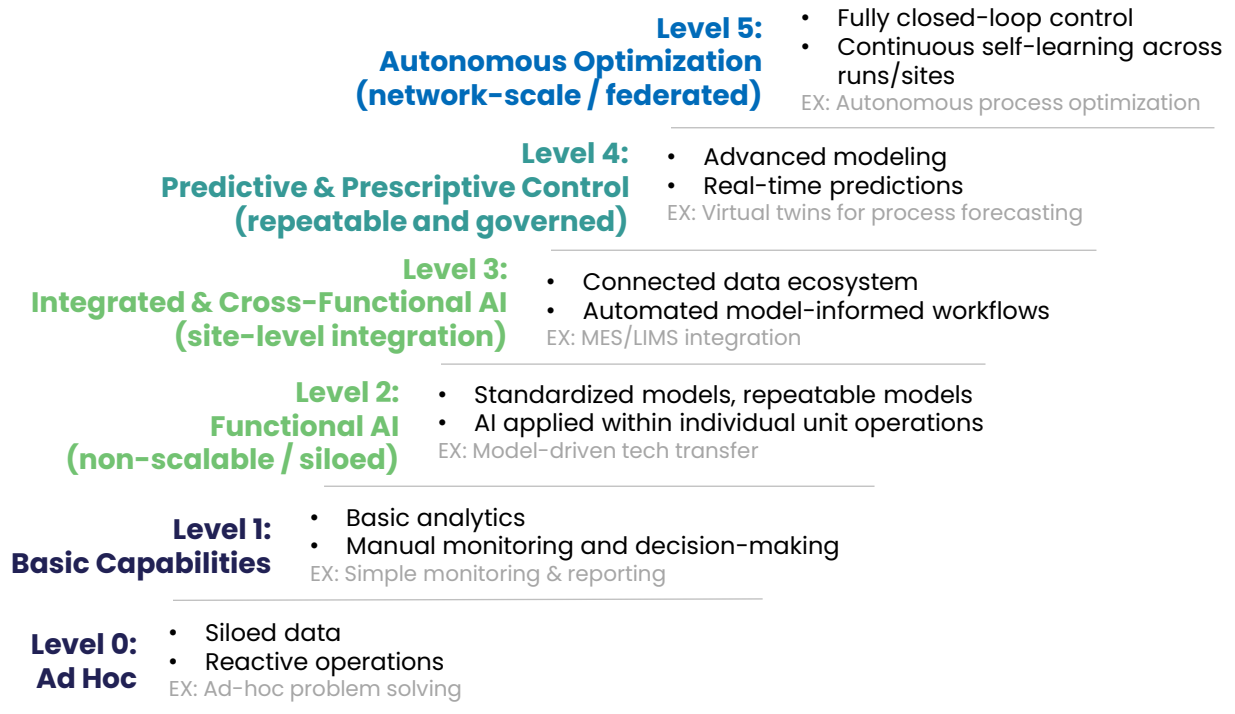 Level 5:
Autonomous Optimization
(network-scale / federated)
• Fully closed-loop control
• Continuous self-learning across
runs/sites
EX: Autonomous process optimization
Level 4:
Predictive & Prescriptive Control
(repeatable and governed)
• Advanced modeling
• Real-time predictions
EX: Virtual twins for process forecasting
Level 3:
Integrated & Cross-Functional AI
(site-level integration)
• Connected data ecosystem
• Automated model-informed workflows
EX: MES/LIMS integration
Level 2:
Functional AI
(non-scalable / siloed)
• Standardized models, repeatable models
• AI applied within individual unit operations
EX: Model-driven tech transfer
Level 1:
Basic Capabilities
• Basic analytics
• Manual monitoring and decision-making
EX: Simple monitoring & reporting
Level 0:
Ad Hoc
• Siloed data
• Reactive operations
EX: Ad-hoc problem solving